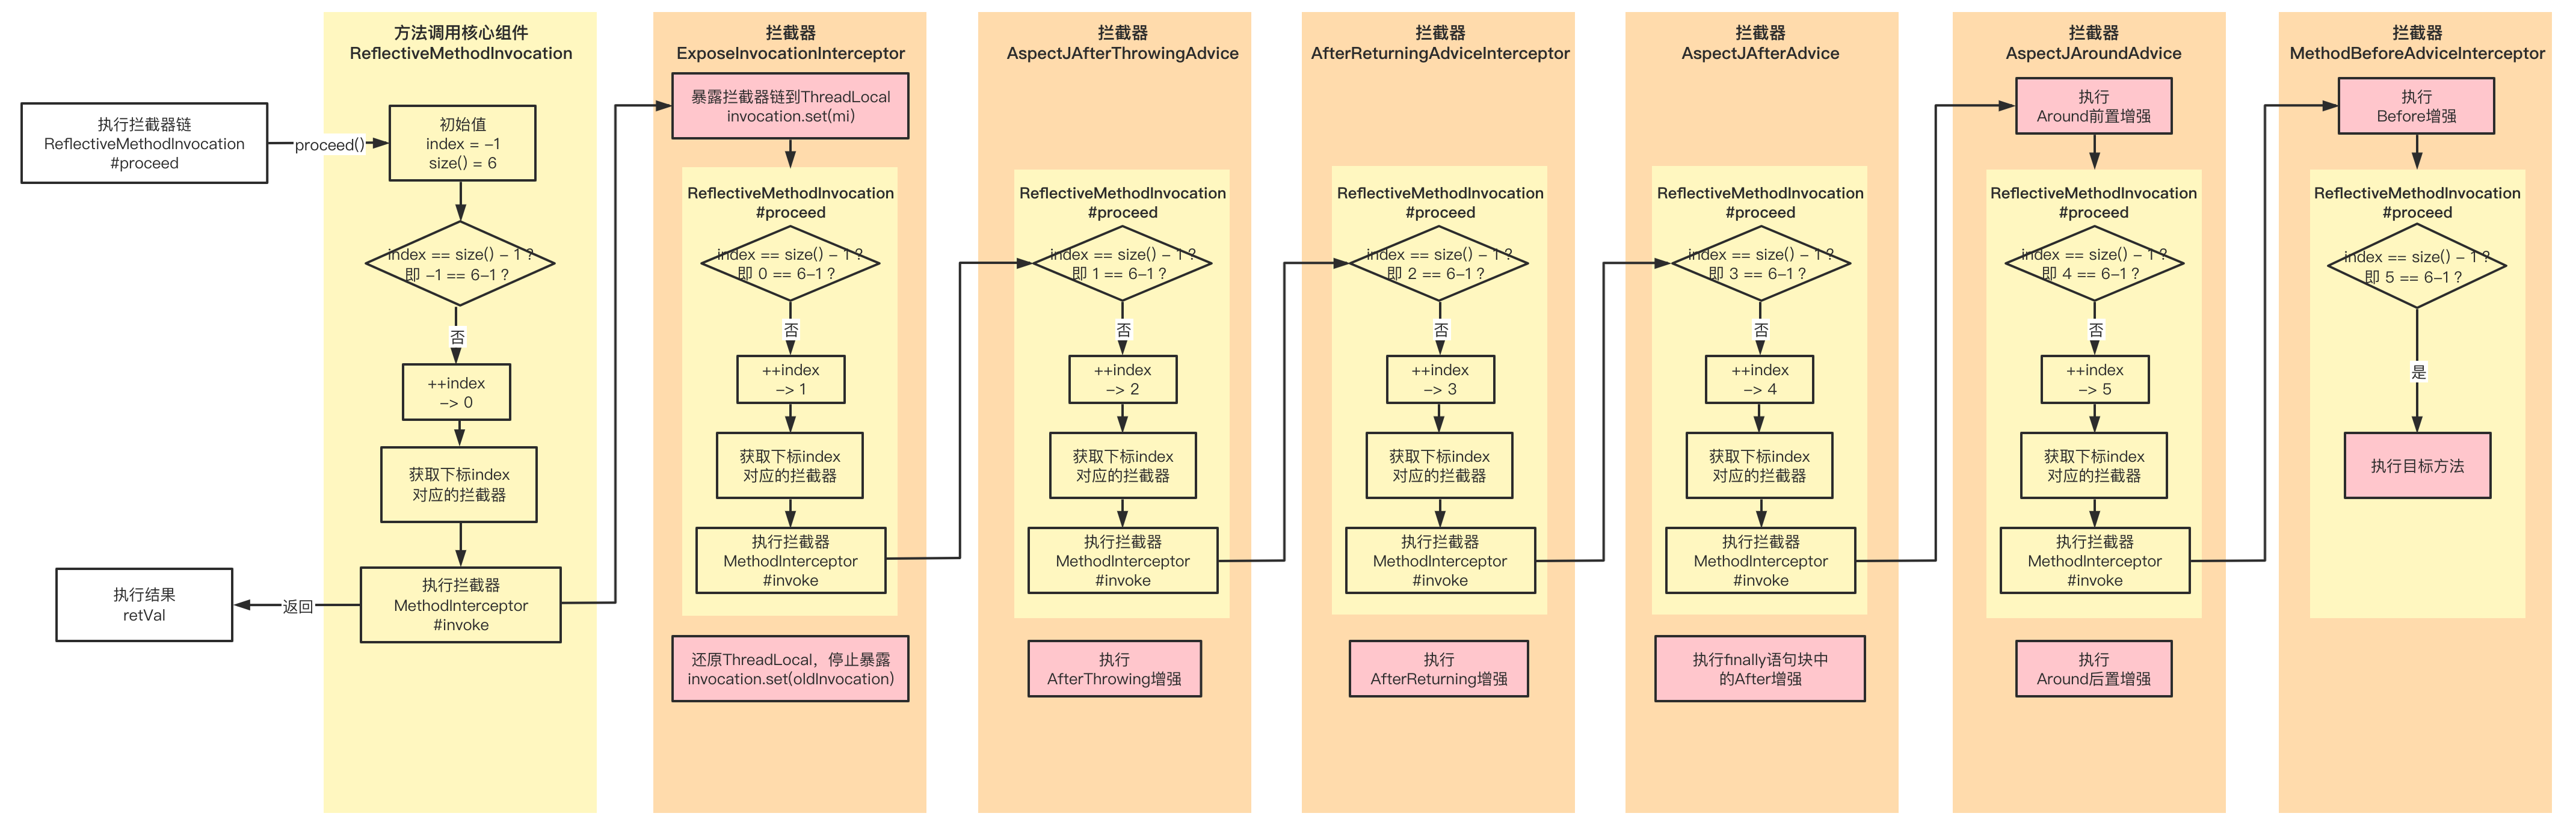 执行拦截器链
ReflectiveMethodInvocation
#proceed
proceed()
执行结果
retVal
返回
方法调用核心组件
ReflectiveMethodInvocation
初始值
index = –1
size() = 6
index == size() – 1 ?
即 –1 == 6–1 ?
否
++index
–> 0
获取下标index
对应的拦截器
执行拦截器
MethodInterceptor
#invoke
拦截器
ExposeInvocationInterceptor
暴露拦截器链到ThreadLocal
invocation.set(mi)
ReflectiveMethodInvocation
#proceed
index == size() – 1 ?
即 0 == 6–1 ?
否
++index
–> 1
获取下标index
对应的拦截器
执行拦截器
MethodInterceptor
#invoke
还原ThreadLocal，停止暴露
invocation.set(oldInvocation)
拦截器
AspectJAfterThrowingAdvice
ReflectiveMethodInvocation
#proceed
index == size() – 1 ?
即 1 == 6–1 ?
否
++index
–> 2
获取下标index
对应的拦截器
执行拦截器
MethodInterceptor
#invoke
执行
AfterThrowing增强
拦截器
AfterReturningAdviceInterceptor
ReflectiveMethodInvocation
#proceed
index == size() – 1 ?
即 2 == 6–1 ?
否
++index
–> 3
获取下标index
对应的拦截器
执行拦截器
MethodInterceptor
#invoke
执行
AfterReturning增强
拦截器
AspectJAfterAdvice
ReflectiveMethodInvocation
#proceed
index == size() – 1 ?
即 3 == 6–1 ?
否
++index
–> 4
获取下标index
对应的拦截器
执行拦截器
MethodInterceptor
#invoke
执行finally语句块中
的After增强
拦截器
AspectJAroundAdvice
执行
Around前置增强
ReflectiveMethodInvocation
#proceed
index == size() – 1 ?
即 4 == 6–1 ?
否
++index
–> 5
获取下标index
对应的拦截器
执行拦截器
MethodInterceptor
#invoke
执行
Around后置增强
拦截器
MethodBeforeAdviceInterceptor
执行
Before增强
ReflectiveMethodInvocation
#proceed
index == size() – 1 ?
即 5 == 6–1 ?
是
执行目标方法